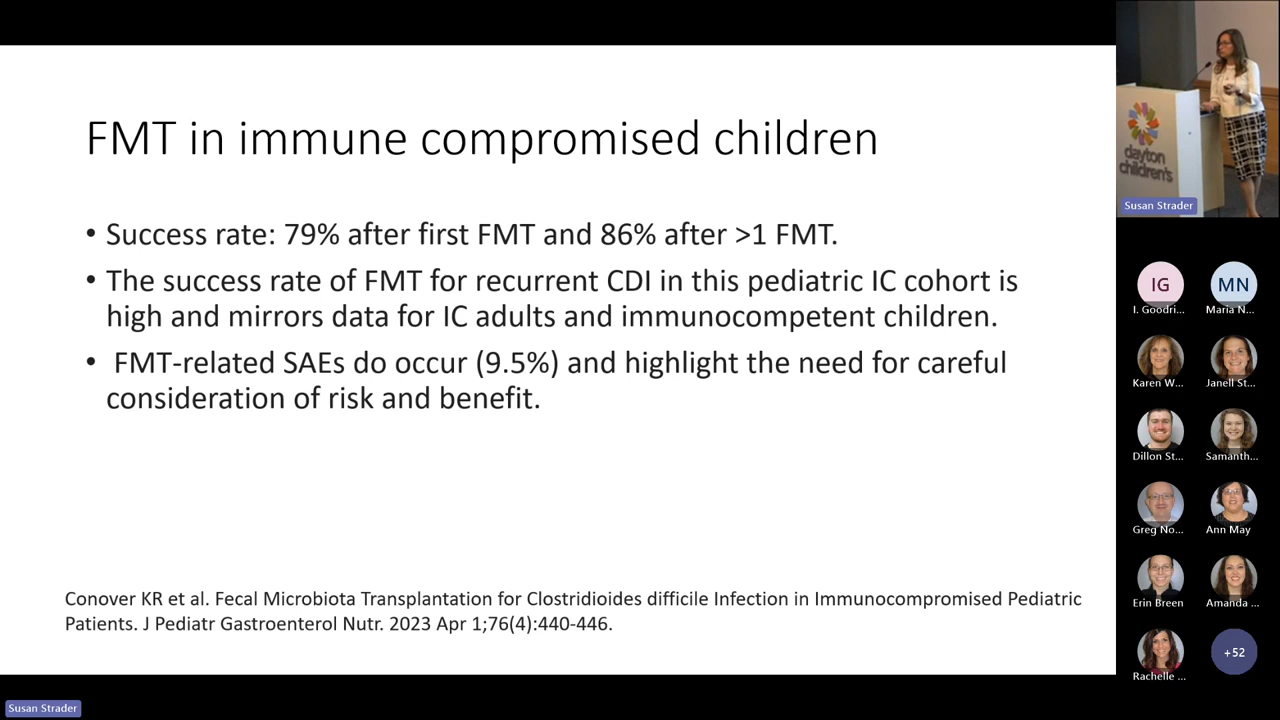 FMT in immune compromised children
• Success rate: 79% after first FMT and 86% after >1 FMT.
• The success rate of FMT for recurrent CDI in this pediatric IC cohort is
high and mirrors data for IC adults and immunocompetent children.
• FMT-related SAEs do occur (9.5%) and highlight the need for careful
consideration of risk and benefit.
Conover KR et al. Fecal Microbiota Transplantation for Clostridioides difficile Infection in Immunocompromised Pediatric
Patients. J Pediatr Gastroenterol Nutr. 2023 Apr 1;76(4):440-446.
Susan Strader
dayton
children's
Susan Strader
IG
MN
I. Goodri...
Maria N...
Karen W...
Janell St...
Dillon St...
Samanth...
Greg No...
Ann May
Erin Breen
Amanda ...
Rachelle ...
+52